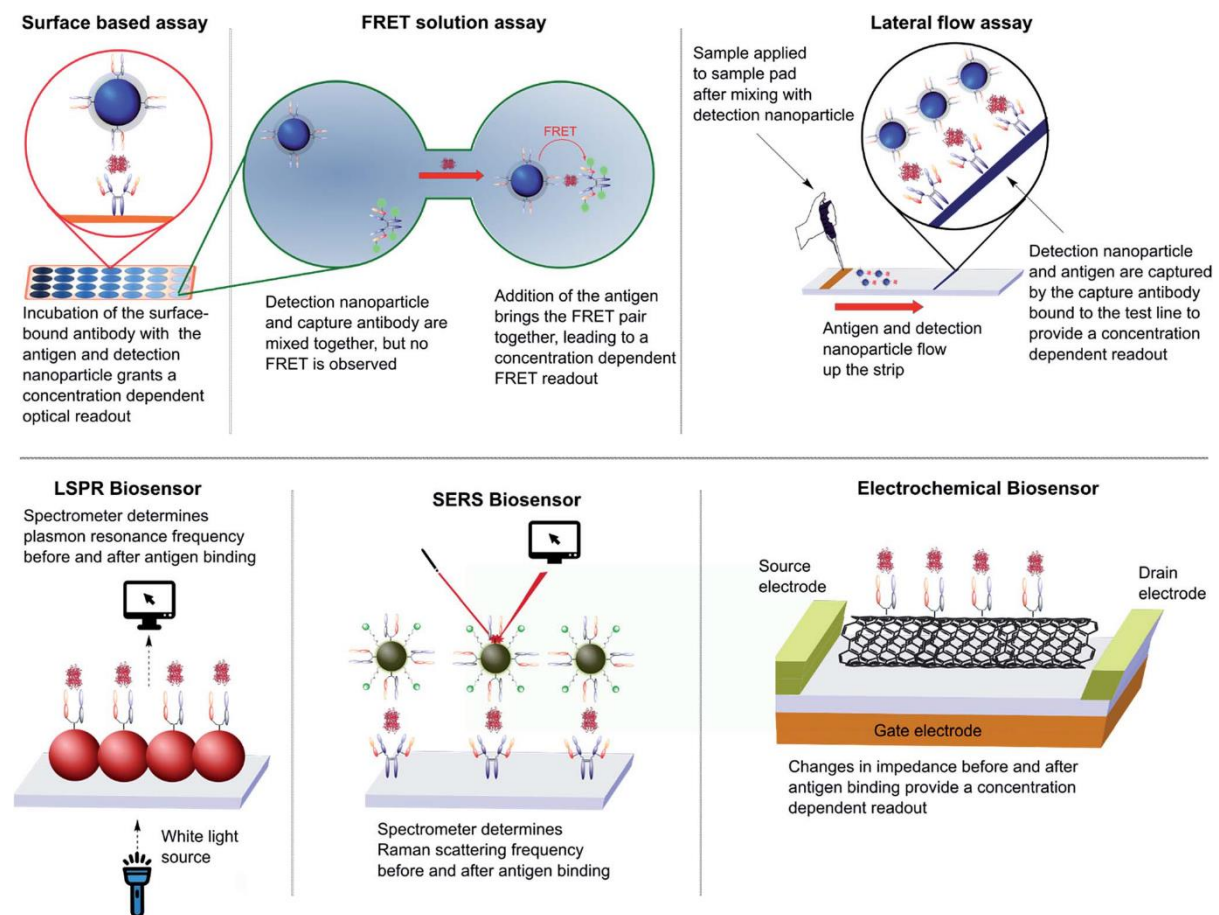 Surface based assay
Incubation of the surface-
bound antibody with the
antigen and detection
nanoparticle grants a
concentration dependent
optical readout
FRET solution assay
FRET
Detection nanoparticle
and capture antibody are
mixed together, but no
FRET is observed
Addition of the antigen
brings the FRET pair
together, leading to a
concentration dependent
FRET readout
Lateral flow assay
Sample applied
to sample pad
after mixing with
detection nanoparticle
Antigen and detection
nanoparticle flow
up the strip
Detection nanoparticle
and antigen are captured
by the capture antibody
bound to the test line to
provide a concentration
dependent readout
LSPR Biosensor
Spectrometer determines
plasmon resonance frequency
before and after antigen binding
White light
source
SERS Biosensor
Spectrometer determines
Raman scattering frequency
before and after antigen binding
Electrochemical Biosensor
Source
electrode
Drain
electrode
Gate electrode
Changes in impedance before and after
antigen binding provide a concentration
dependent readout